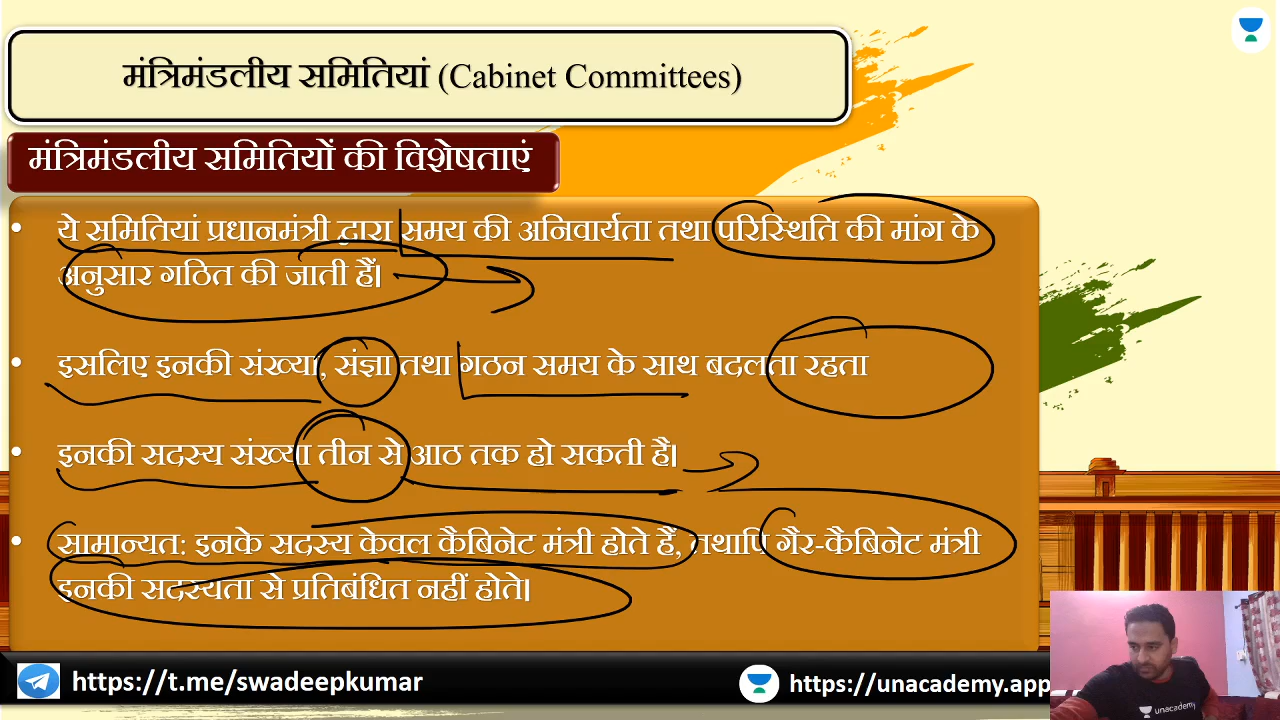 मंत्रिमंडलीय समितियां (Cabinet Committees)
मंत्रिमंडलीय समितियों की विशेषताएं
• ये समितियां प्रधानमंत्री द्वारा समय की अनिवार्यता तथा परिस्थिति की मांग के
अनुसार गठित की जाती हैं।
• इसलिए इनकी संख्या, संज्ञा तथा गठन समय के साथ बदलता रहता
• इनकी सदस्य संख्या तीन से आठ तक हो सकती है।
• सामान्यत: इनके सदस्य केवल कैबिनेट मंत्री होते हैं, तथापि गैर-कैबिनेट मंत्री
इनकी सदस्यता से प्रतिबंधित नहीं होते।
https://t.me/swadeepkumar
https://unacademy.app
unacademy